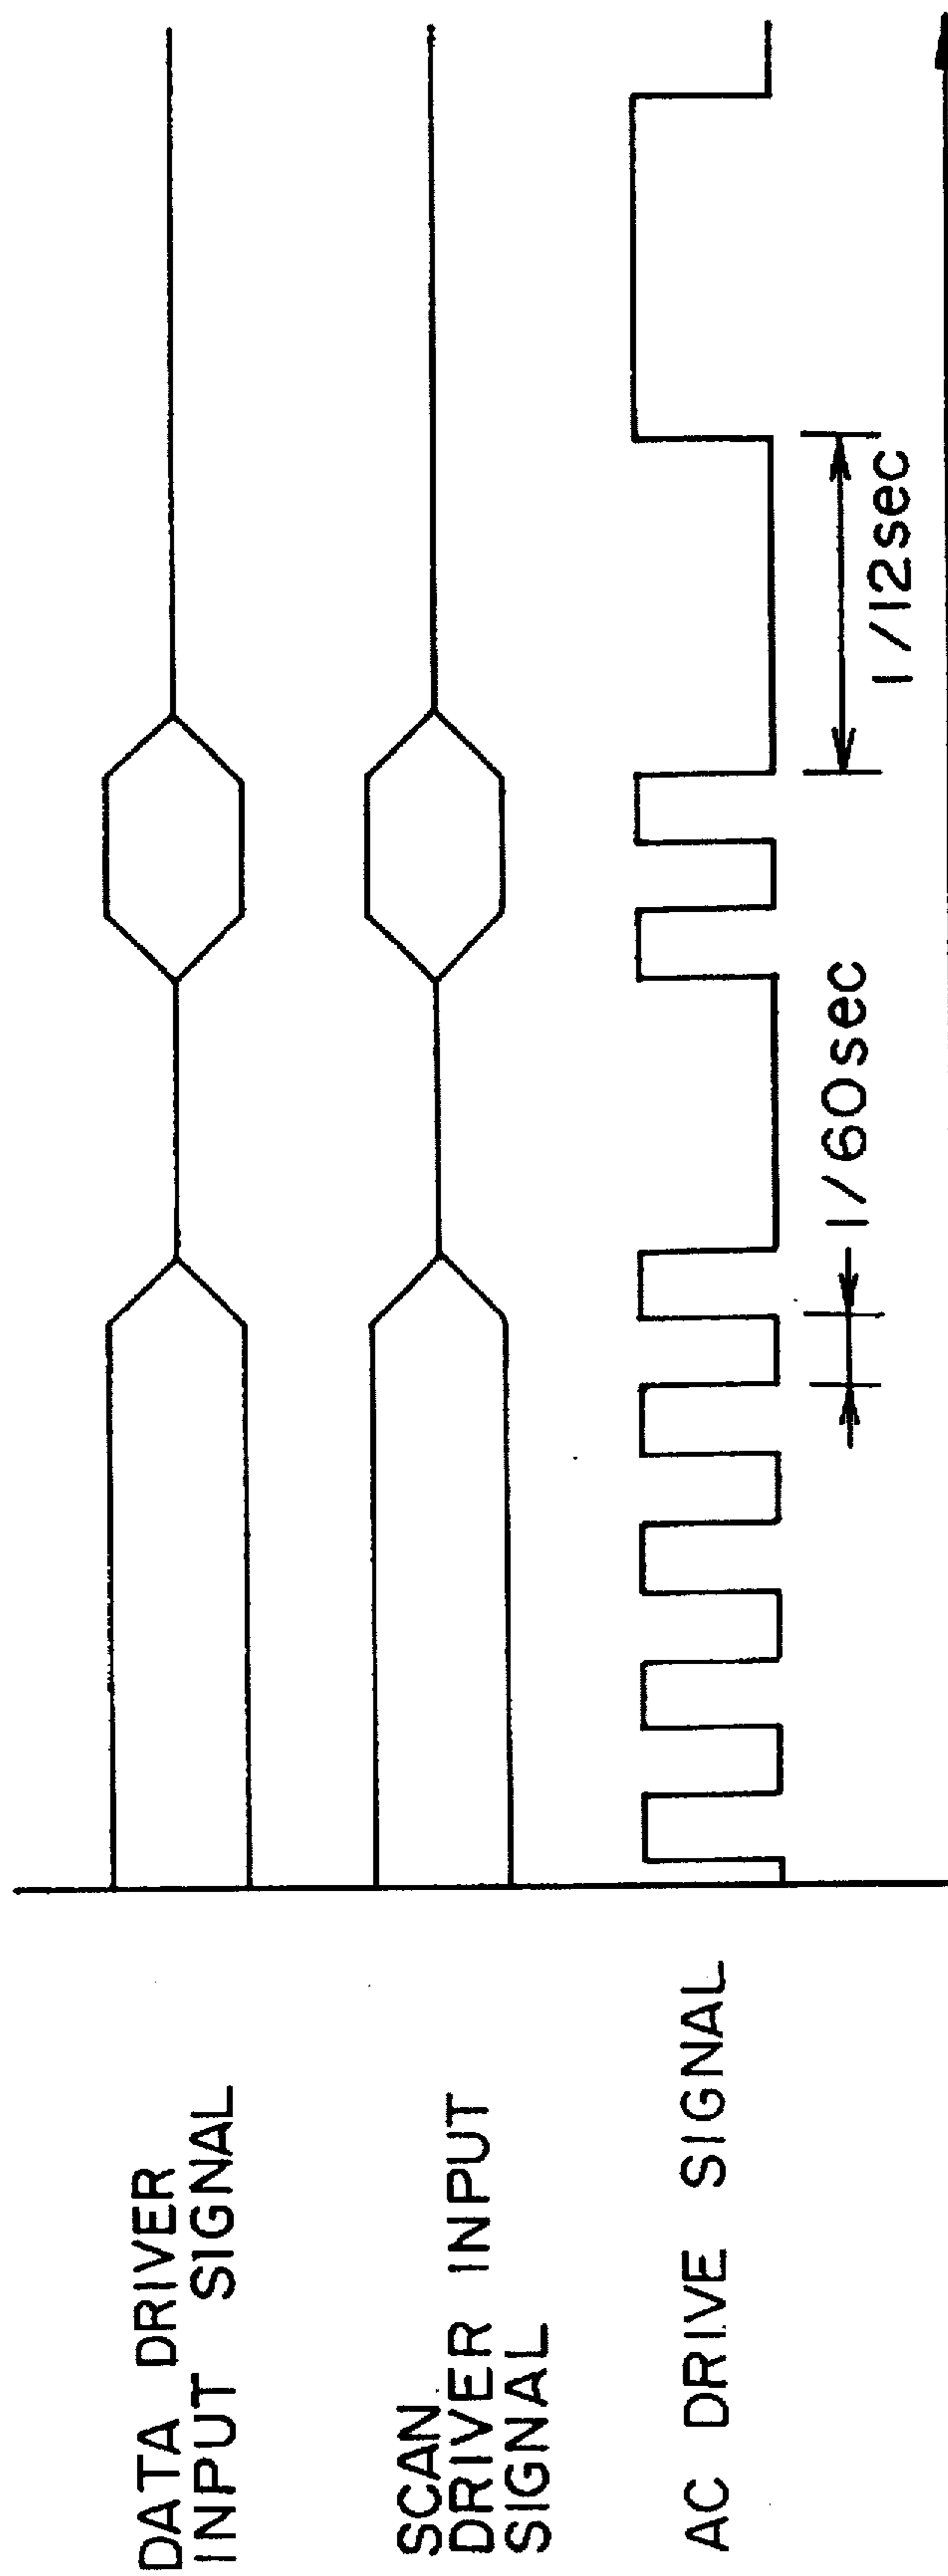 DATA DRIVER
INPUT SIGNAL
SCAN
DRIVER INPUT
SIGNAL
AC DRIVE SIGNAL
1/60sec
1/12sec